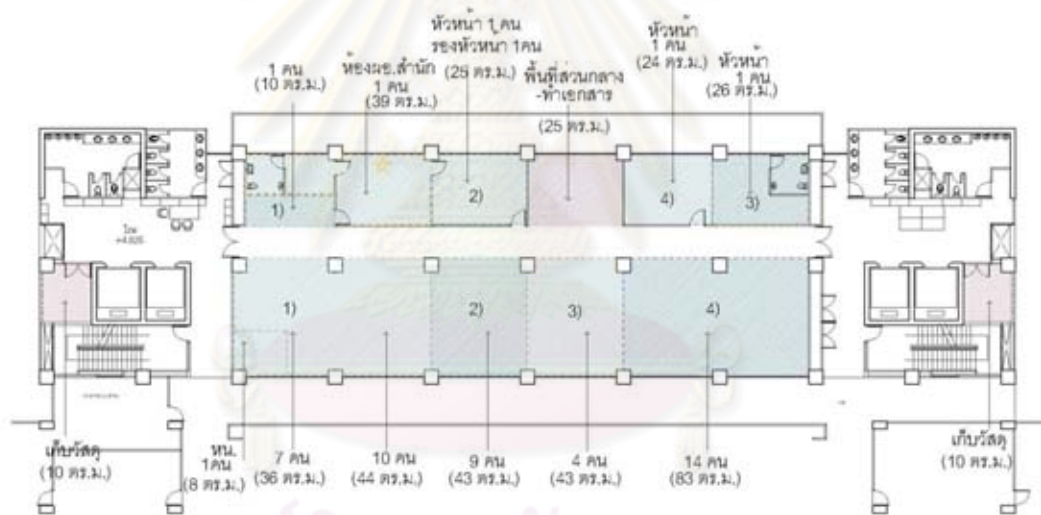 หัวหน้า 1 คน
รองหัวหน้า 1คน
(25 ตร.ม.)
หัวหน้า
1 คน
(24 ตร.ม.)
หัวหน้า
1 คน
(26 ตร.ม.)
1 คน
(10 ตร.ม.)
ห้องผอ.สำนัก
1 คน
(39 ตร.ม.)
พื้นที่ส่วนกลาง
-ทำเอกสาร
(25 ตร.ม.)
1)
2)
4)
3)
โถง
1)
2)
3)
4)
เก็บวัสดุ
(10 ตร.ม.)
หน.
1คน
(8 ตร.ม.)
7 คน
(36 ตร.ม.)
10 คน
(44 ตร.ม.)
9 คน
(43 ตร.ม.)
4 คน
(43 ตร.ม.)
14 คน
(83 ตร.ม.)
เก็บวัสดุ
(10 ตร.ม.)